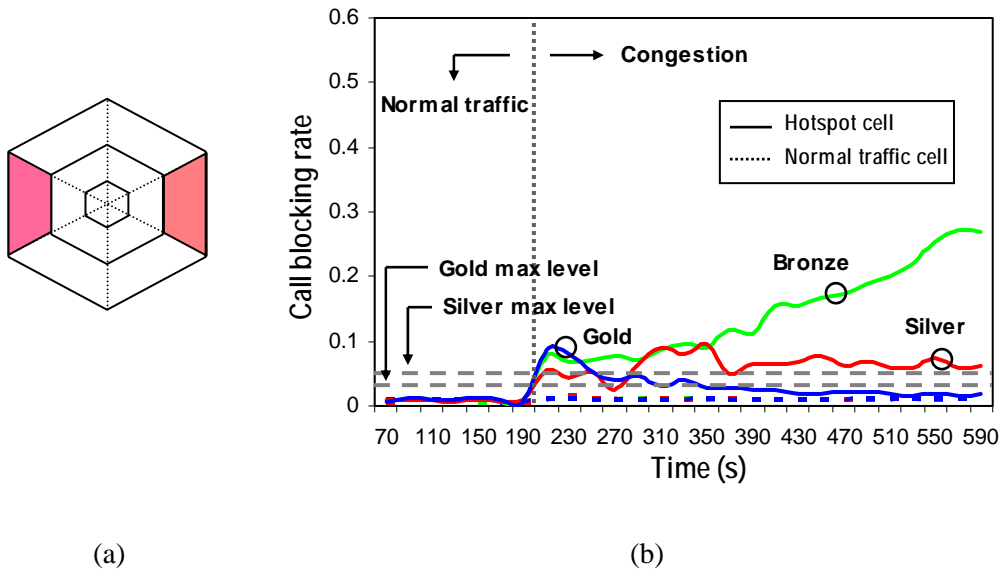 0.6
0.5
0.4
0.3
0.2
0.1
0
Call blocking rate
Congestion
Normal traffic
Hotspot cell
Normal traffic cell
Gold max level
Silver max level
Gold
Bronze
Silver
70 110 150 190 230 270 310 350 390 430 470 510 550 590
Time (s)
(a)
(b)